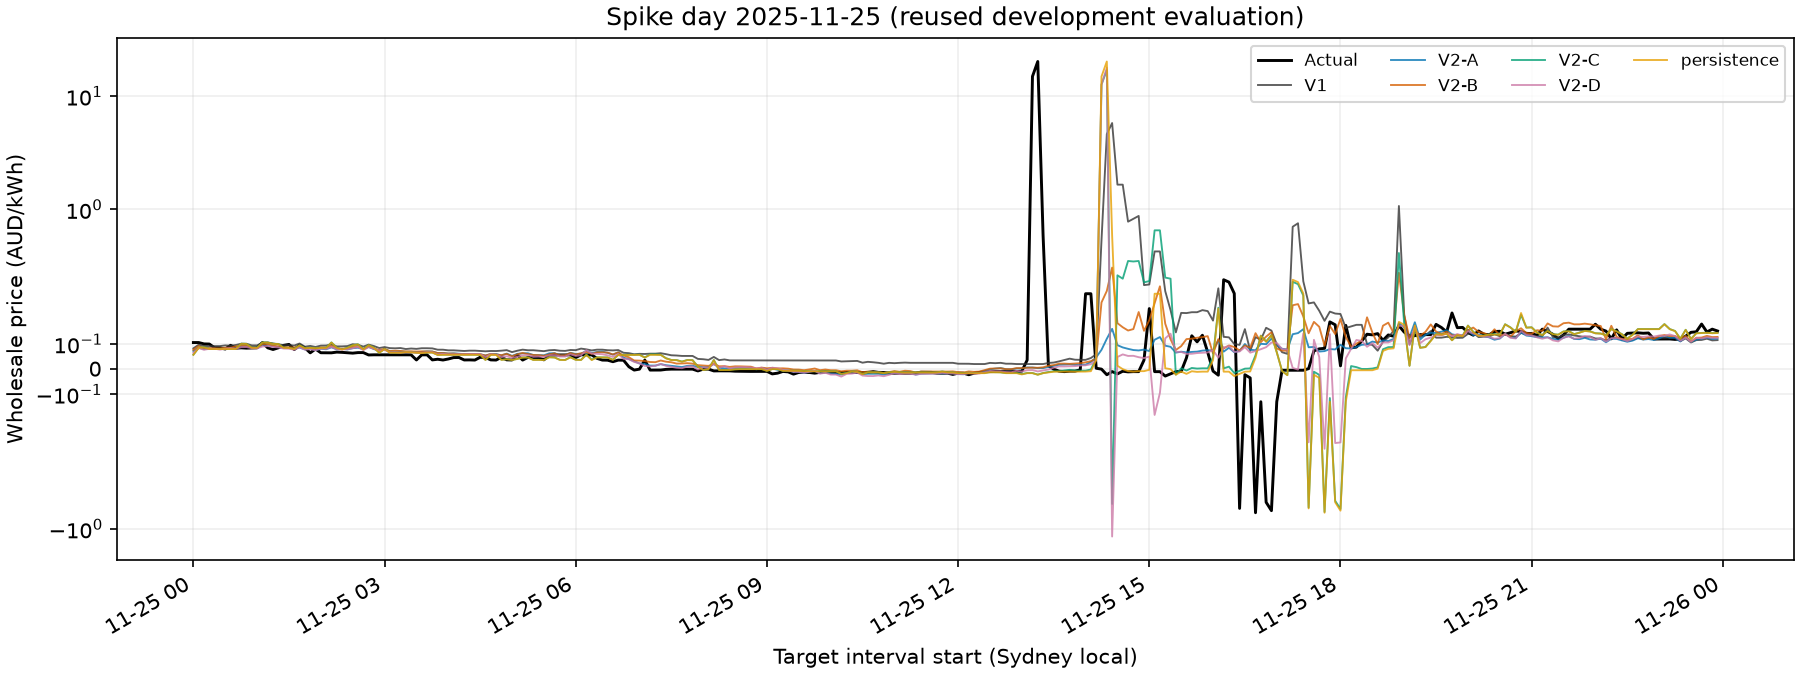 Spike day 2025-11-25 (reused development evaluation)
Actual V2-A V2-C persistence
V1 V2-B V2-D
Wholesale price (AUD/kWh)
10¹
10⁰
10⁻¹
0
−10⁻¹
−10⁰
11-25 00 11-25 03 11-25 06 11-25 09 11-25 12 11-25 15 11-25 18 11-25 21 11-26 00
Target interval start (Sydney local)